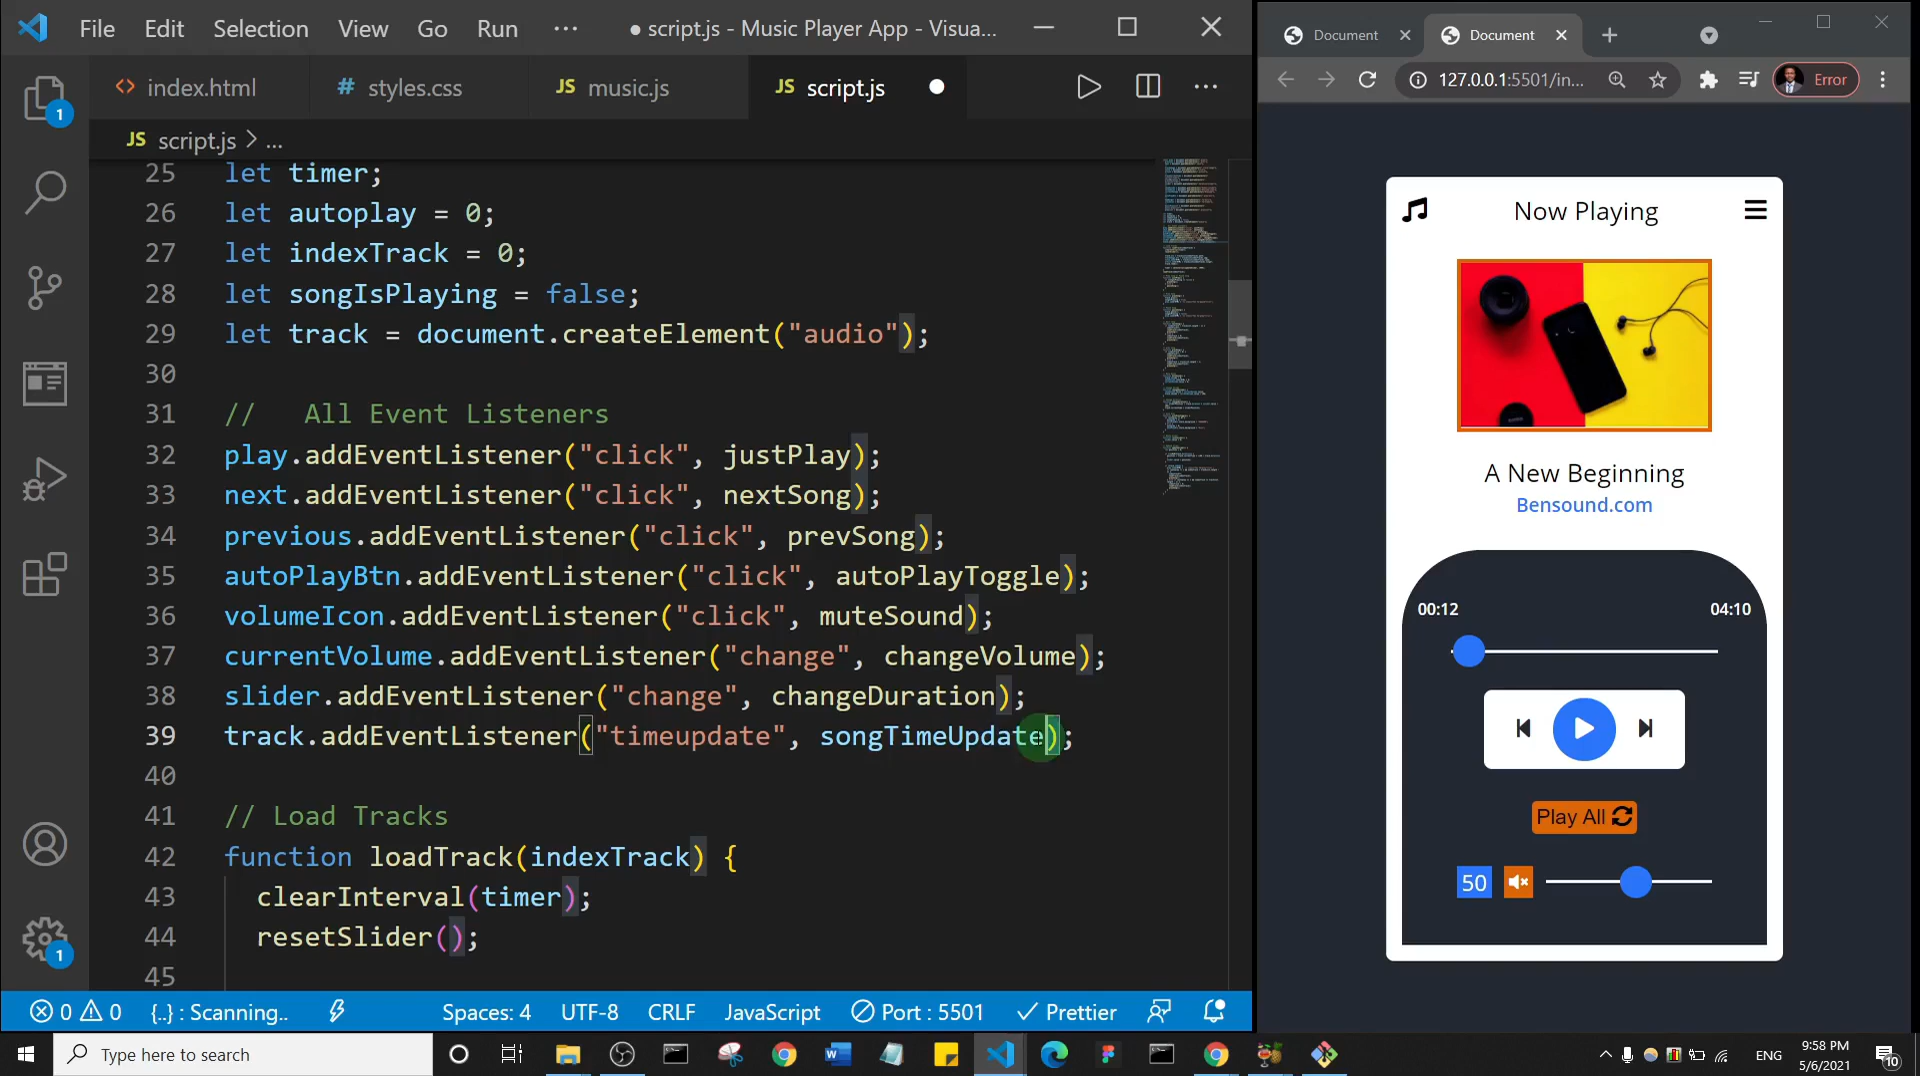 File Edit Selection View Go Run ··· ● script.js - Music Player App - Visua...
index.html # styles.css JS music.js JS script.js
JS script.js > ...
25 let timer;
26 let autoplay = 0;
27 let indexTrack = 0;
28 let songIsPlaying = false;
29 let track = document.createElement("audio");
30
31 //   All Event Listeners
32 play.addEventListener("click", justPlay);
33 next.addEventListener("click", nextSong);
34 previous.addEventListener("click", prevSong);
35 autoPlayBtn.addEventListener("click", autoPlayToggle);
36 volumeIcon.addEventListener("click", muteSound);
37 currentVolume.addEventListener("change", changeVolume);
38 slider.addEventListener("change", changeDuration);
39 track.addEventListener("timeupdate", songTimeUpdate);
40
41 // Load Tracks
42 function loadTrack(indexTrack) {
43   clearInterval(timer);
44   resetSlider();
45
1
1
0 0 {..} : Scanning.. Spaces: 4 UTF-8 CRLF JavaScript Port : 5501 Prettier
Document Document
127.0.0.1:5501/in... Error
Now Playing
A New Beginning
Bensound.com
00:12 04:10
Play All
50
Type here to search
ENG 9:58 PM
5/6/2021
10